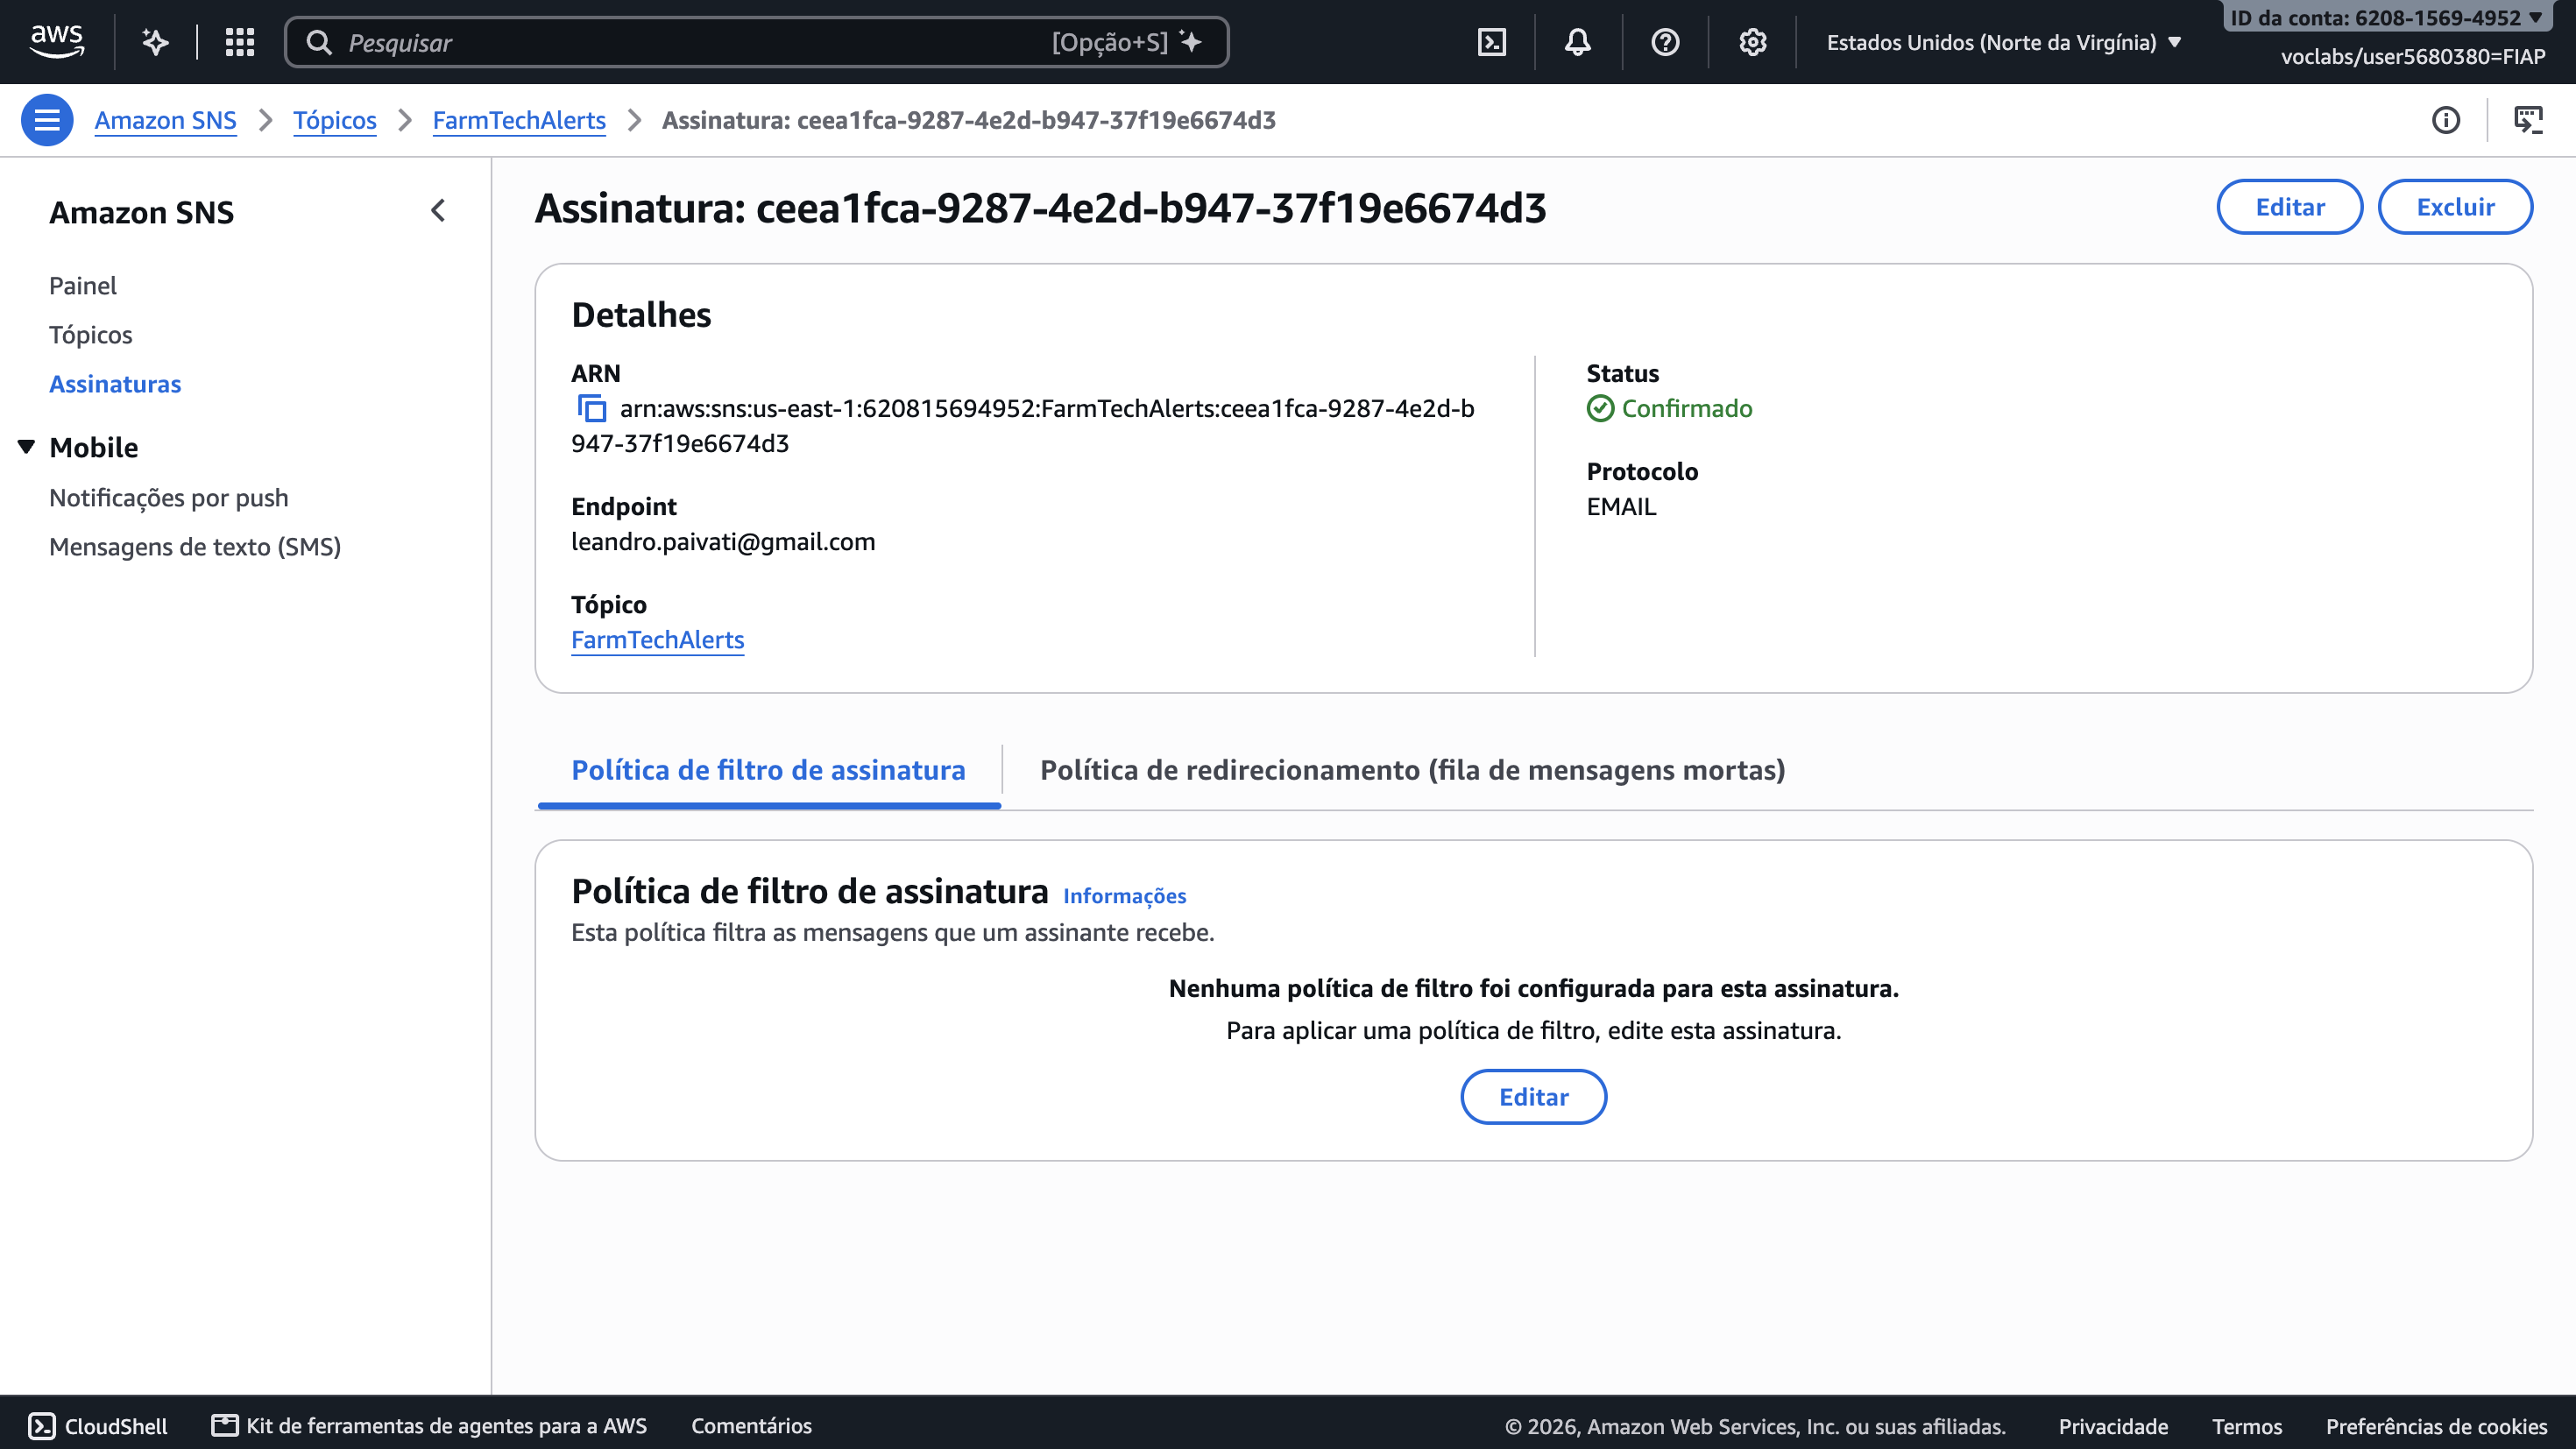 aws
Pesquisar
[Opção+S]
Estados Unidos (Norte da Virgínia)
ID da conta: 6208-1569-4952
voclabs/user5680380=FIAP
Amazon SNS
Tópicos
FarmTechAlerts
Assinatura: ceea1fca-9287-4e2d-b947-37f19e6674d3
Amazon SNS
Painel
Tópicos
Assinaturas
Mobile
Notificações por push
Mensagens de texto (SMS)
Assinatura: ceea1fca-9287-4e2d-b947-37f19e6674d3
Editar
Excluir
Detalhes
ARN
arn:aws:sns:us-east-1:620815694952:FarmTechAlerts:ceea1fca-9287-4e2d-b
947-37f19e6674d3
Endpoint
leandro.paivati@gmail.com
Tópico
FarmTechAlerts
Status
Confirmado
Protocolo
EMAIL
Política de filtro de assinatura
Política de redirecionamento (fila de mensagens mortas)
Política de filtro de assinatura
Informações
Esta política filtra as mensagens que um assinante recebe.
Nenhuma política de filtro foi configurada para esta assinatura.
Para aplicar uma política de filtro, edite esta assinatura.
Editar
CloudShell
Kit de ferramentas de agentes para a AWS
Comentários
© 2026, Amazon Web Services, Inc. ou suas afiliadas.
Privacidade
Termos
Preferências de cookies